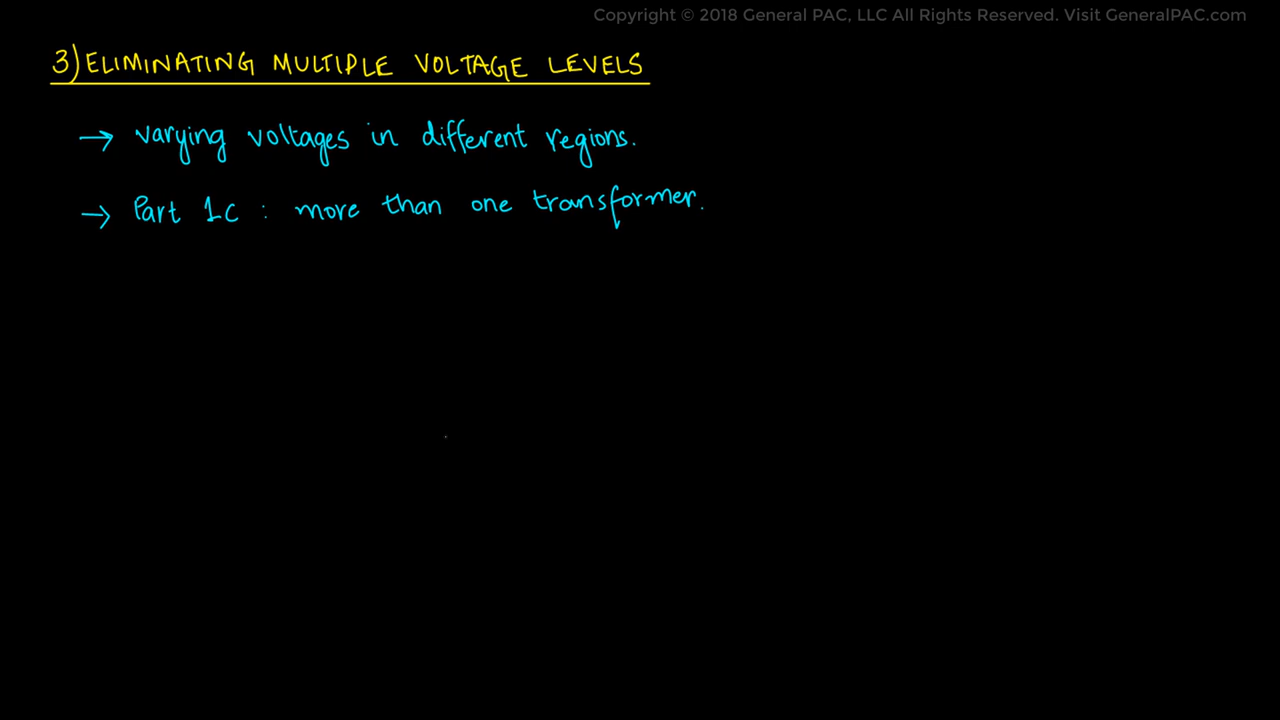 Copyright © 2018 General PAC, LLC All Rights Reserved. Visit GeneralPAC.com
3) ELIMINATING MULTIPLE VOLTAGE LEVELS
→ varying voltages in different regions.
→ Part 1c : more than one transformer.